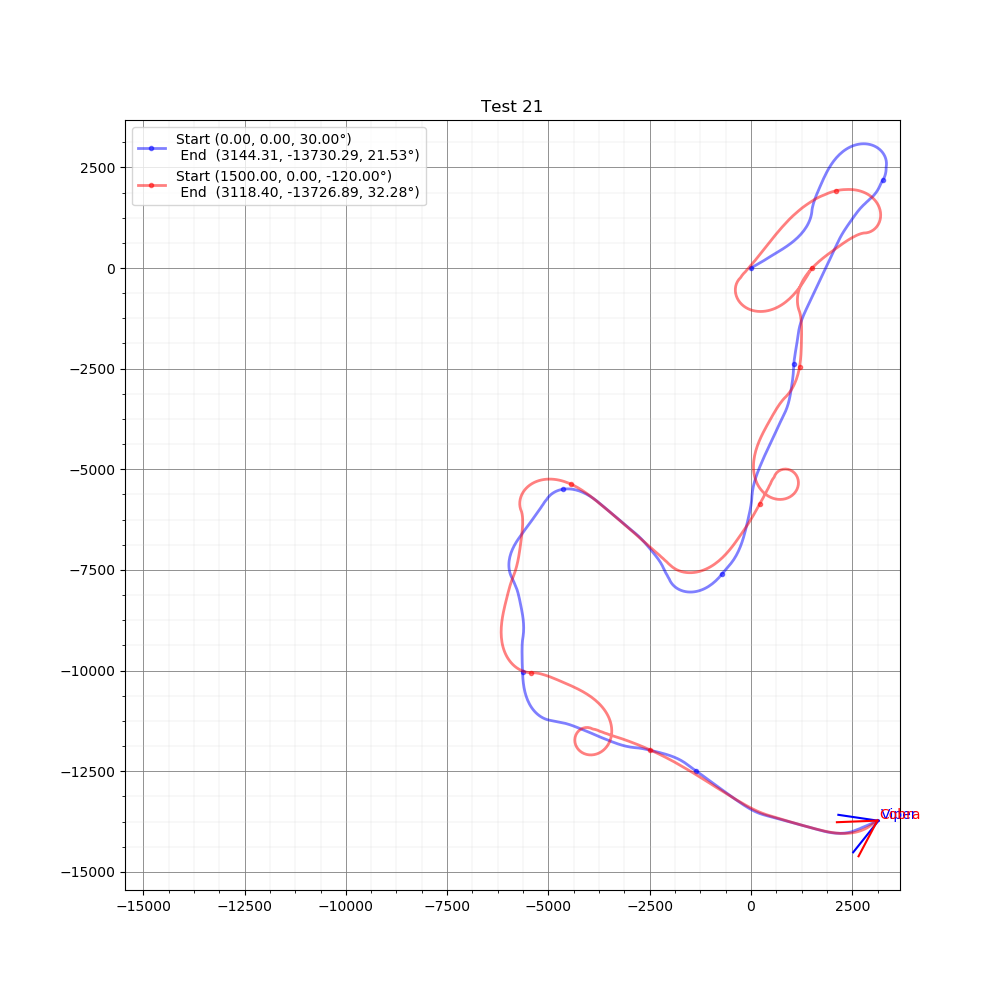 Test 21
Start (0.00, 0.00, 30.00°)
End  (3144.31, -13730.29, 21.53°)
Start (1500.00, 0.00, -120.00°)
End  (3118.40, -13726.89, 32.28°)
2500
0
−2500
−5000
−7500
−10000
−12500
−15000
−15000 −12500 −10000 −7500 −5000 −2500 0 2500